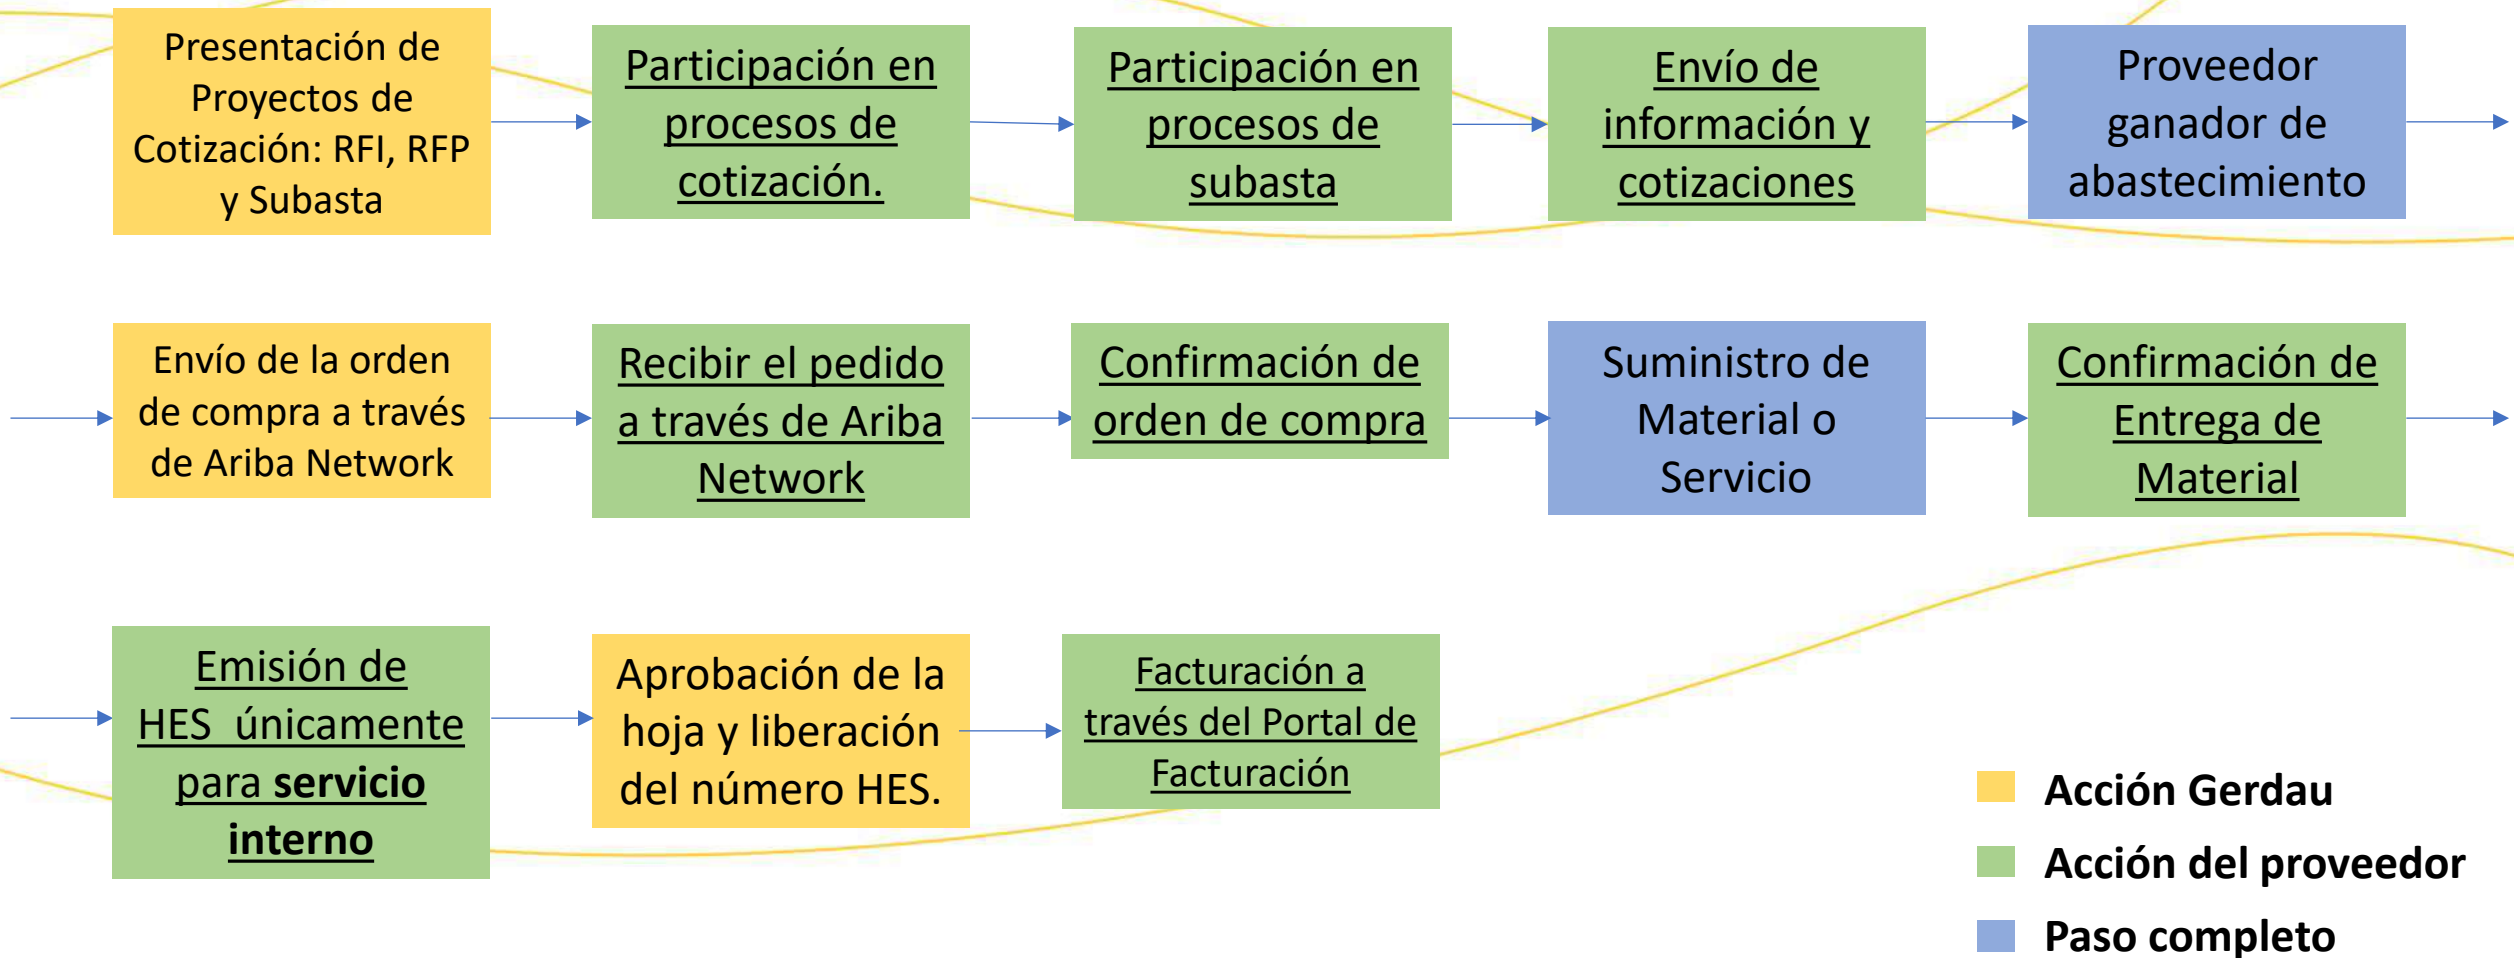 Presentación de
Proyectos de
Cotización: RFI, RFP
y Subasta
Participación en
procesos de
cotización.
Participación en
procesos de
subasta
Envío de
información y
cotizaciones
Proveedor
ganador de
abastecimiento
Envío de la orden
de compra a través
de Ariba Network
Recibir el pedido
a través de Ariba
Network
Confirmación de
orden de compra
Suministro de
Material o
Servicio
Confirmación de
Entrega de
Material
Emisión de
HES  únicamente
para servicio
interno
Aprobación de la
hoja y liberación
del número HES.
Facturación a
través del Portal de
Facturación
Acción Gerdau
Acción del proveedor
Paso completo